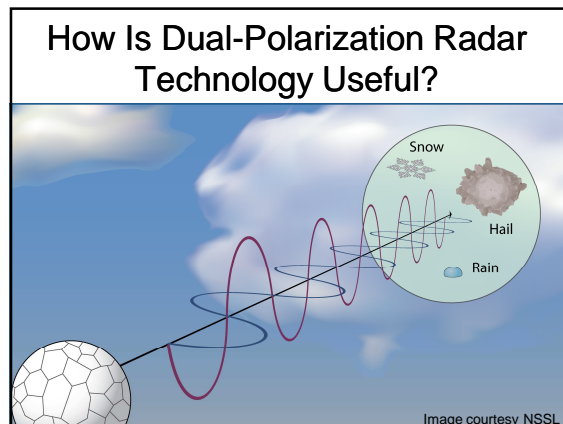 How Is Dual-Polarization Radar
Technology Useful?
Snow
Hail
Rain
Image courtesy NSSL